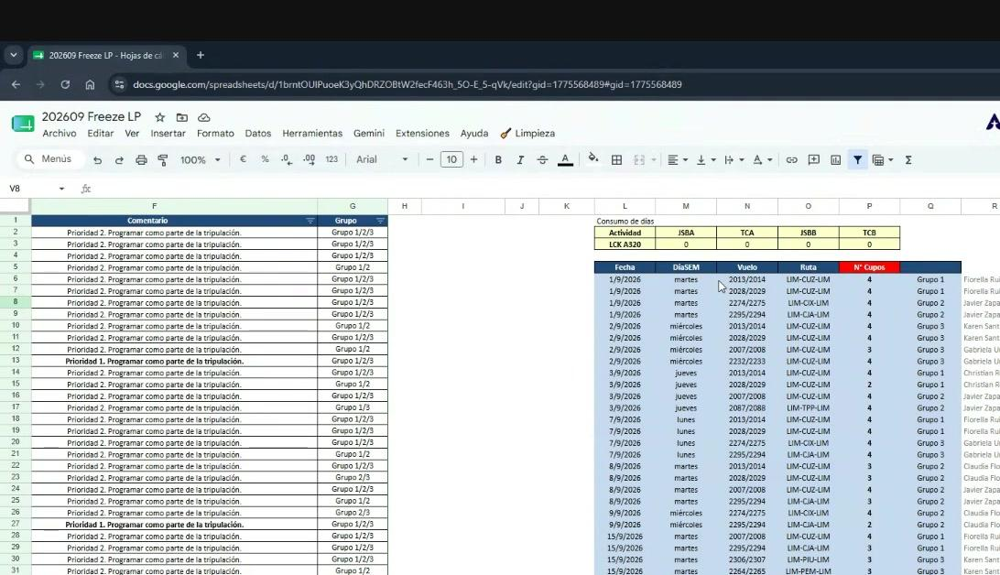 202609 Freeze LP - Hojas de cá
docs.google.com/spreadsheets/d/1brntOUIPuoeK3yQhDRZOBtW2fecF463h_5O-E_5-qVk/edit?gid=1775568489#gid=1775568489
202609 Freeze LP
Archivo Editar Ver Insertar Formato Datos Herramientas Gemini Extensiones Ayuda Limpieza
Menús 100% € % .0 .00 123 Arial 10 B I A Σ
V8 fx
F G H I J K L M N O P Q R
1 Comentario Grupo Consumo de días
2 Prioridad 2. Programar como parte de la tripulación. Grupo 1/2/3 Actividad JSBA TCA JSBB TCB
3 Prioridad 2. Programar como parte de la tripulación. Grupo 1/2/3 LCK A320 0 0 0 0
4 Prioridad 2. Programar como parte de la tripulación. Grupo 1/2/3
5 Prioridad 2. Programar como parte de la tripulación. Grupo 1/2 Fecha DíaSEM Vuelo Ruta N° Cupos
6 Prioridad 2. Programar como parte de la tripulación. Grupo 1/2/3 1/9/2026 martes 2013/2014 LIM-CUZ-LIM 4 Grupo 1 Fiorella Rui
7 Prioridad 2. Programar como parte de la tripulación. Grupo 1/2/3 1/9/2026 martes 2028/2029 LIM-CUZ-LIM 4 Grupo 1 Fiorella Rui
8 Prioridad 2. Programar como parte de la tripulación. Grupo 1/2/3 1/9/2026 martes 2274/2275 LIM-CIX-LIM 4 Grupo 2 Javier Zapa
9 Prioridad 2. Programar como parte de la tripulación. Grupo 1/2/3 1/9/2026 martes 2295/2294 LIM-CJA-LIM 4 Grupo 2 Javier Zapa
10 Prioridad 2. Programar como parte de la tripulación. Grupo 1/2 2/9/2026 miércoles 2013/2014 LIM-CUZ-LIM 4 Grupo 3 Karen Sant
11 Prioridad 2. Programar como parte de la tripulación. Grupo 1/2/3 2/9/2026 miércoles 2028/2029 LIM-CUZ-LIM 4 Grupo 3 Karen Sant
12 Prioridad 2. Programar como parte de la tripulación. Grupo 1/2 2/9/2026 miércoles 2007/2008 LIM-CUZ-LIM 3 Grupo 3 Gabriela Ur
13 Prioridad 1. Programar como parte de la tripulación. Grupo 1/2/3 2/9/2026 miércoles 2232/2233 LIM-CUZ-LIM 4 Grupo 3 Gabriela Ur
14 Prioridad 2. Programar como parte de la tripulación. Grupo 1/2/3 3/9/2026 jueves 2013/2014 LIM-CUZ-LIM 4 Grupo 1 Christian R
15 Prioridad 2. Programar como parte de la tripulación. Grupo 1/2 3/9/2026 jueves 2028/2029 LIM-CUZ-LIM 2 Grupo 1 Christian R
16 Prioridad 2. Programar como parte de la tripulación. Grupo 1/2/3 3/9/2026 jueves 2007/2008 LIM-CUZ-LIM 4 Grupo 2 Javier Zapa
17 Prioridad 2. Programar como parte de la tripulación. Grupo 1/3 3/9/2026 jueves 2087/2088 LIM-TPP-LIM 4 Grupo 2 Javier Zapa
18 Prioridad 2. Programar como parte de la tripulación. Grupo 1/2/3 7/9/2026 lunes 2013/2014 LIM-CUZ-LIM 4 Grupo 1 Fiorella Rui
19 Prioridad 2. Programar como parte de la tripulación. Grupo 1/2/3 7/9/2026 lunes 2028/2029 LIM-CUZ-LIM 4 Grupo 1 Fiorella Rui
20 Prioridad 2. Programar como parte de la tripulación. Grupo 1/2/3 7/9/2026 lunes 2274/2275 LIM-CIX-LIM 4 Grupo 3 Gabriela Ur
21 Prioridad 2. Programar como parte de la tripulación. Grupo 1/2 7/9/2026 lunes 2295/2294 LIM-CJA-LIM 4 Grupo 3 Gabriela Ur
22 Prioridad 2. Programar como parte de la tripulación. Grupo 1/2/3 8/9/2026 martes 2013/2014 LIM-CUZ-LIM 3 Grupo 2 Claudia Flo
23 Prioridad 2. Programar como parte de la tripulación. Grupo 2/3 8/9/2026 martes 2028/2029 LIM-CUZ-LIM 3 Grupo 2 Claudia Flo
24 Prioridad 2. Programar como parte de la tripulación. Grupo 1/2/3 8/9/2026 martes 2007/2008 LIM-CUZ-LIM 4 Grupo 2 Javier Zapa
25 Prioridad 2. Programar como parte de la tripulación. Grupo 1/2 8/9/2026 martes 2295/2294 LIM-CJA-LIM 3 Grupo 2 Javier Zapa
26 Prioridad 2. Programar como parte de la tripulación. Grupo 2/3 9/9/2026 miércoles 2274/2275 LIM-CIX-LIM 4 Grupo 2 Claudia Flo
27 Prioridad 1. Programar como parte de la tripulación. Grupo 1/2/3 9/9/2026 miércoles 2295/2294 LIM-CJA-LIM 2 Grupo 2 Claudia Flo
28 Prioridad 2. Programar como parte de la tripulación. Grupo 1/2/3 15/9/2026 martes 2007/2008 LIM-CUZ-LIM 4 Grupo 1 Fiorella Rui
29 Prioridad 2. Programar como parte de la tripulación. Grupo 1/2/3 15/9/2026 martes 2295/2294 LIM-CJA-LIM 3 Grupo 1 Fiorella Rui
30 Prioridad 2. Programar como parte de la tripulación. Grupo 1/2/3 15/9/2026 martes 2306/2307 LIM-PIU-LIM 3 Grupo 3 Karen Sant
31 Prioridad 2. Programar como parte de la tripulación. Grupo 1/2 15/9/2026 martes 2264/2265 LIM-PEM-LIM 3 Grupo 3 Karen Sant